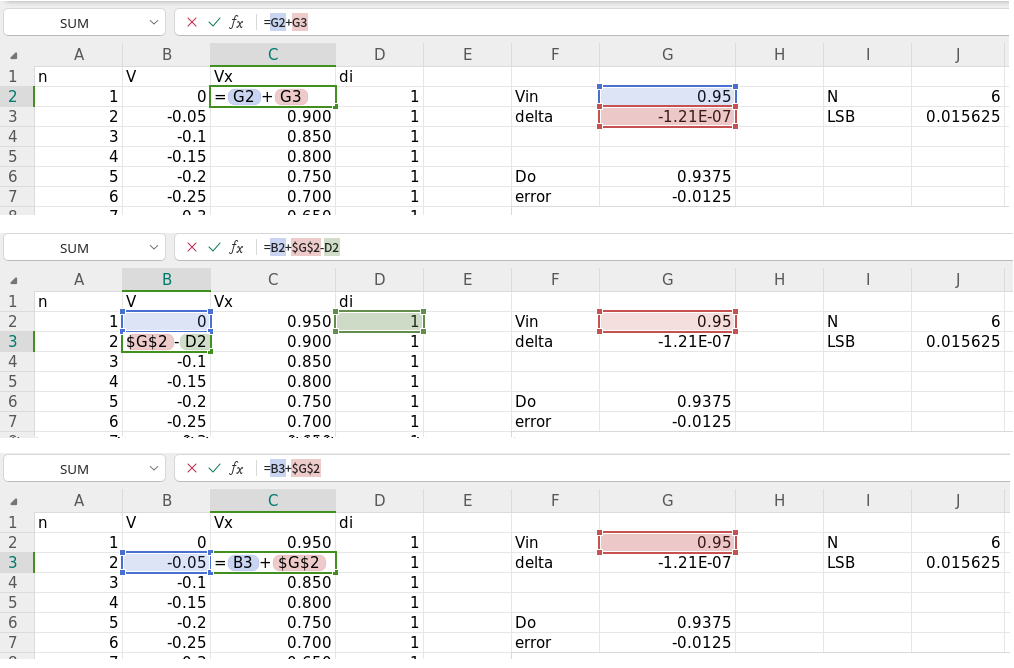 SUM =G2+G3
A B C D E F G H I J
1 n V Vx di
2 1 0 = G2 + G3 1 Vin 0.95 N 6
3 2 -0.05 0.900 1 delta -1.21E-07 LSB 0.015625
4 3 -0.1 0.850 1
5 4 -0.15 0.800 1
6 5 -0.2 0.750 1 Do 0.9375
7 6 -0.25 0.700 1 error -0.0125
8 7 -0.3 0.650 1
SUM fx =B2+$G$2-D2
A B C D E F G H I J
1 n V Vx di
2 1 0 0.950 1 Vin 0.95 N 6
3 2 $G$2 - D2 0.900 1 delta -1.21E-07 LSB 0.015625
4 3 -0.1 0.850 1
5 4 -0.15 0.800 1
6 5 -0.2 0.750 1 Do 0.9375
7 6 -0.25 0.700 1 error -0.0125
SUM fx =B3+$G$2
A B C D E F G H I J
1 n V Vx di
2 1 0 0.950 1 Vin 0.95 N 6
3 2 -0.05 = B3 + $G$2 1 delta -1.21E-07 LSB 0.015625
4 3 -0.1 0.850 1
5 4 -0.15 0.800 1
6 5 -0.2 0.750 1 Do 0.9375
7 6 -0.25 0.700 1 error -0.0125